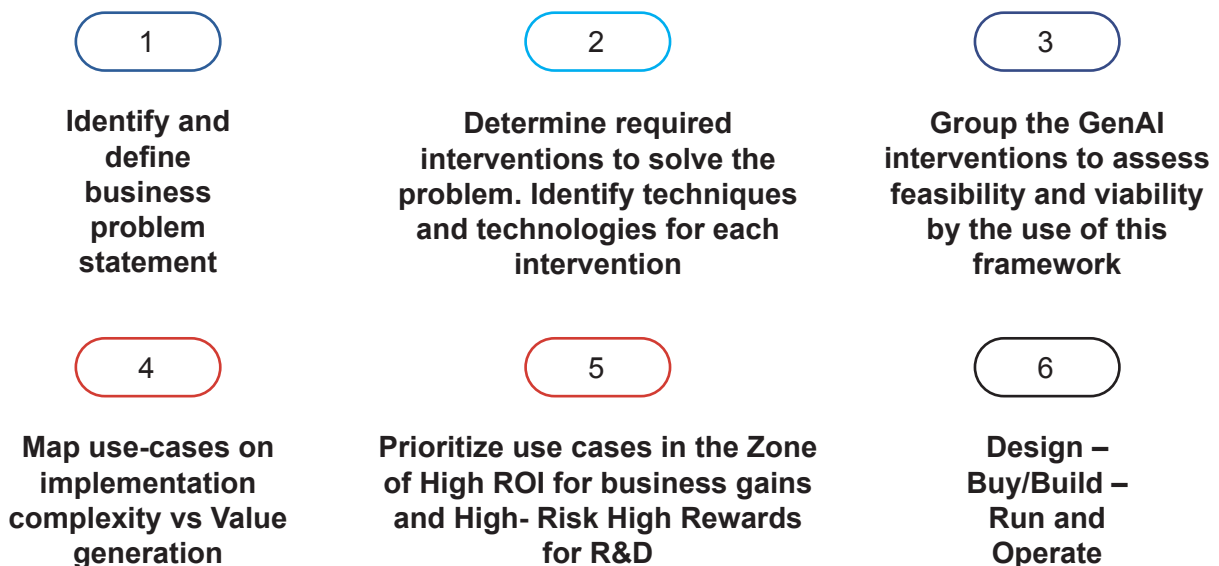 1
Identify and
define
business
problem
statement
2
Determine required
interventions to solve the
problem. Identify techniques
and technologies for each
intervention
3
Group the GenAI
interventions to assess
feasibility and viability
by the use of this
framework
4
Map use-cases on
implementation
complexity vs Value
generation
5
Prioritize use cases in the Zone
of High ROI for business gains
and High- Risk High Rewards
for R&D
6
Design –
Buy/Build –
Run and
Operate